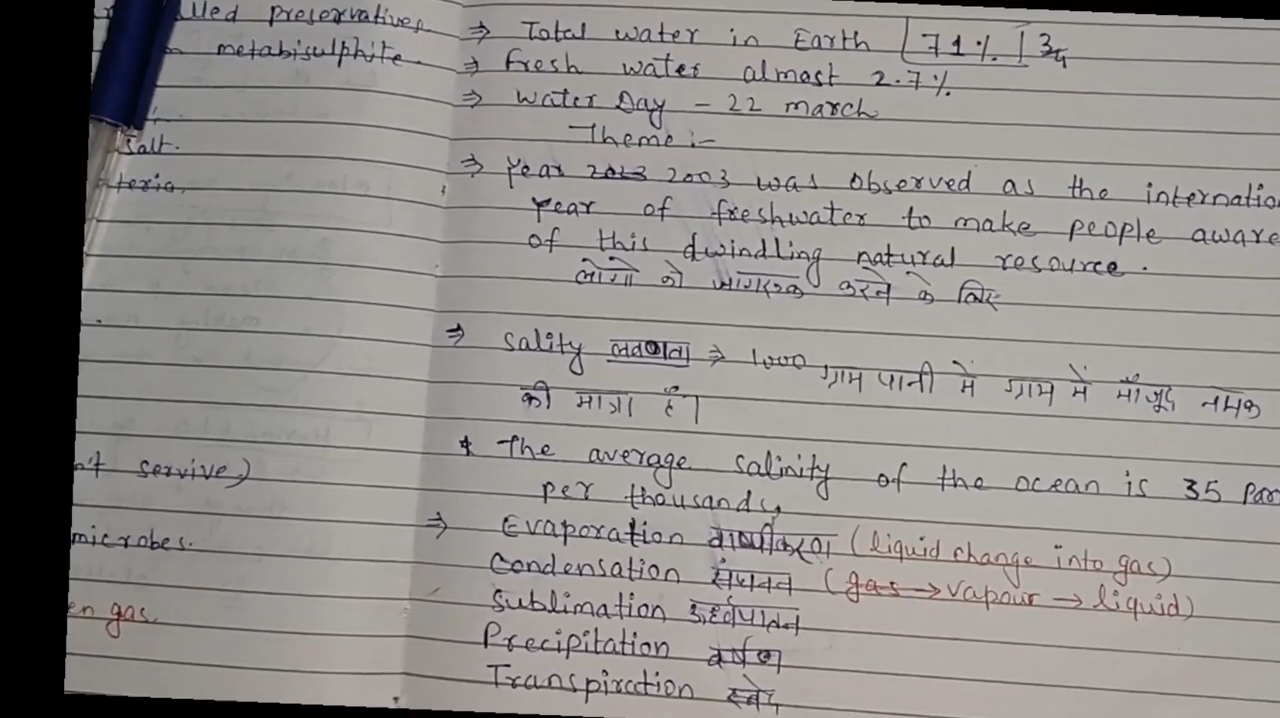 lled preservatives.
metabisulphite.
salt.
teria.
n't servive)
microbes.
en gas.
⇒ Total water in Earth 71% 3/4
⇒ fresh water almost 2.7%
⇒ Water Day - 22 march
Theme :-
⇒ Year 2023 2003 was observed as the internatio
Year of freshwater to make people aware
of this dwindling natural resource.
लोगो को जागरूक करने के लिए
⇒ Sality लवणता ⇒ 1000 ग्राम पानी में ग्राम में मौजूद नमक
की मात्रा है।
* The average salinity of the ocean is 35 Par
per thousands,
⇒ Evaporation वाष्पीकरण (liquid change into gas)
Condensation संघनन (gas → vapour → liquid)
Sublimation उर्ध्वपातन
Precipitation वर्षण
Transpiration स्वेद